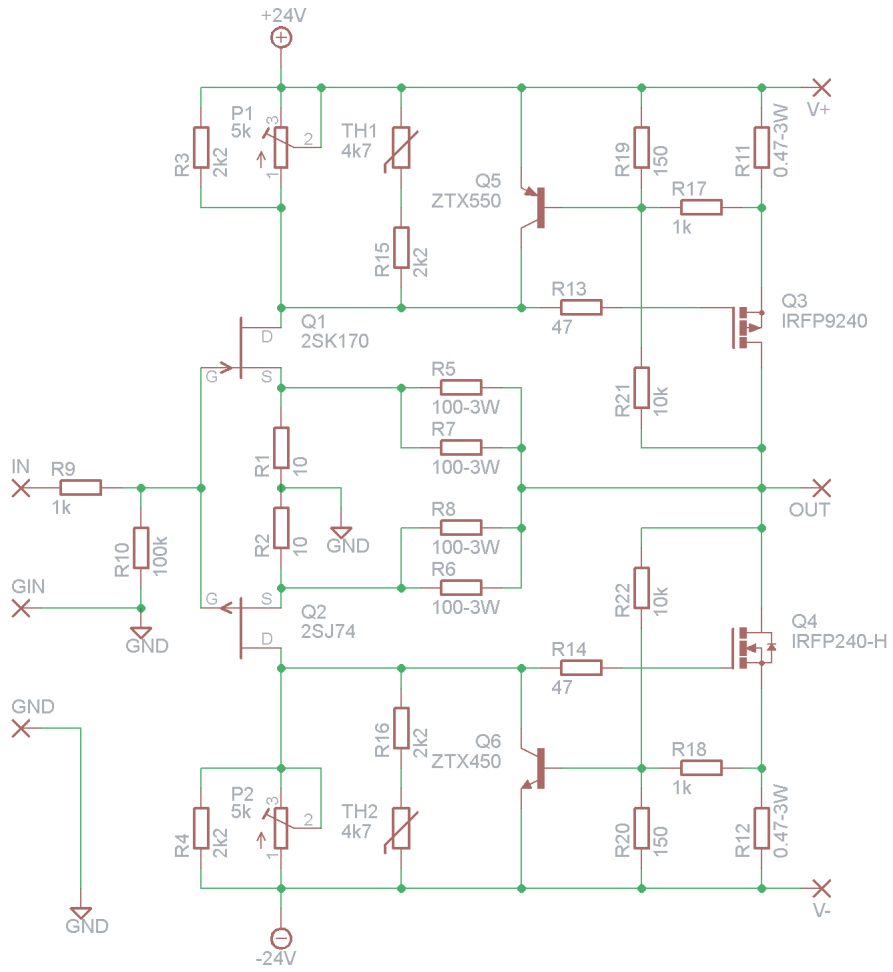 +24V
V+
P1
5k
3
2
1
R3
2k2
TH1
4k7
R19
150
R11
0.47-3W
Q5
ZTX550
R17
1k
R15
2k2
R13
47
Q3
IRFP9240
Q1
2SK170
D
G
S
R5
100-3W
R7
100-3W
R21
10k
R1
10
IN
R9
1k
OUT
R10
100k
R2
10
GND
R8
100-3W
R6
100-3W
R22
10k
GIN
GND
G
S
D
Q2
2SJ74
Q4
IRFP240-H
R14
47
GND
R16
2k2
Q6
ZTX450
R18
1k
P2
5k
3
2
1
R4
2k2
TH2
4k7
R20
150
R12
0.47-3W
GND
V-
-24V